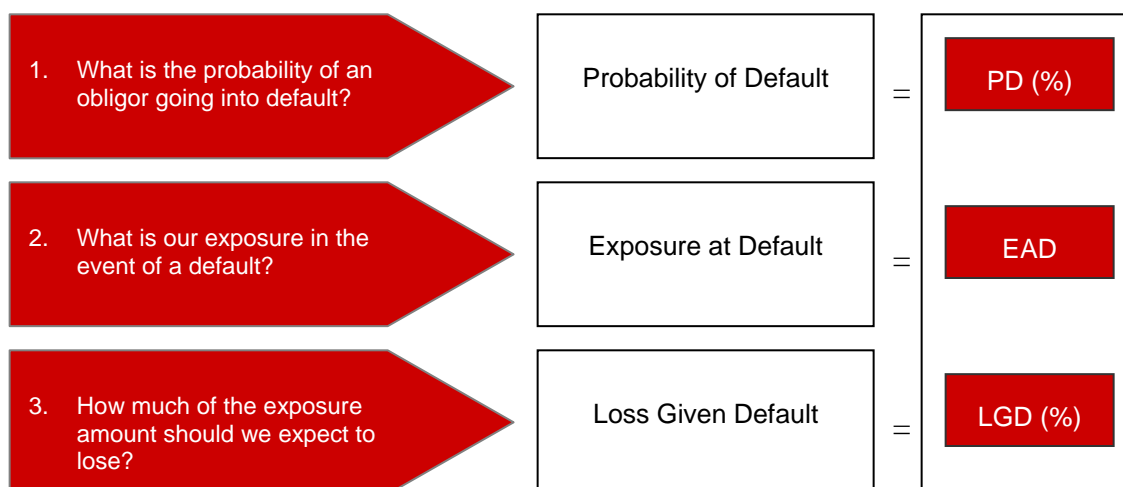 1. What is the probability of an
obligor going into default?
Probability of Default
=
PD (%)
2. What is our exposure in the
event of a default?
Exposure at Default
=
EAD
3. How much of the exposure
amount should we expect to
lose?
Loss Given Default
=
LGD (%)